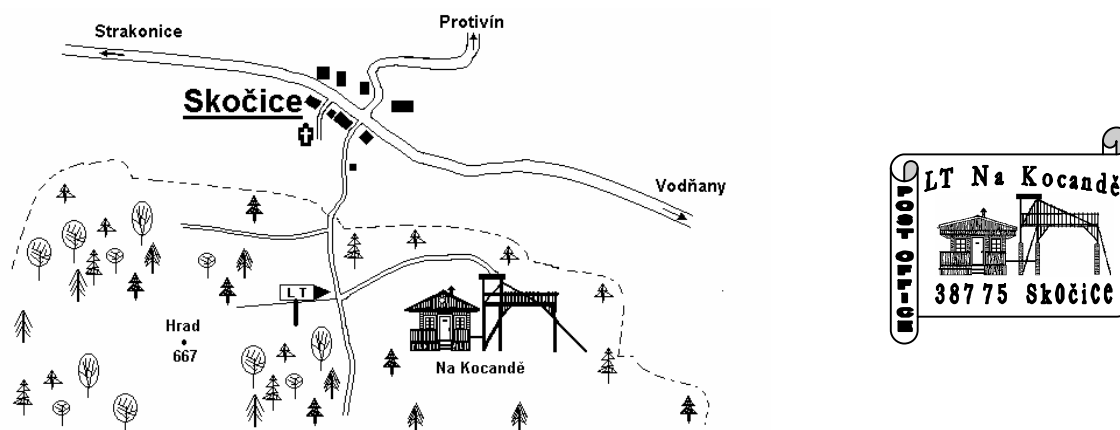 Protivín
Strakonice
Skočice
Vodňany
LT
Hrad
667
Na Kocandě
LT Na Kocandě
POST OFFICE
387 75 Skočice